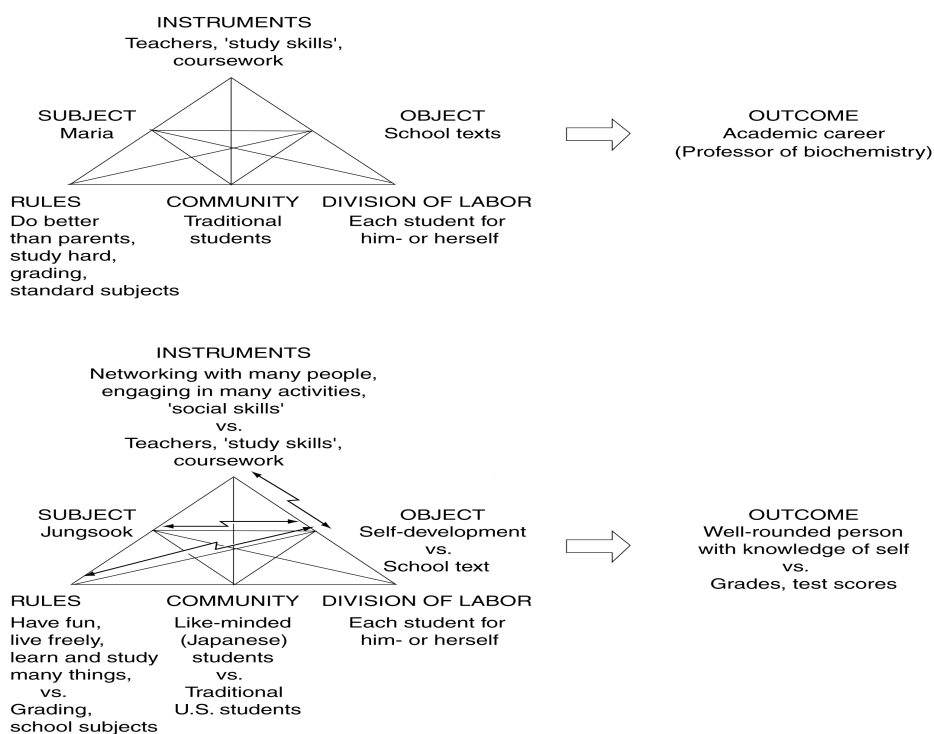 INSTRUMENTS
Teachers, 'study skills',
coursework
SUBJECT
Maria
OBJECT
School texts
OUTCOME
Academic career
(Professor of biochemistry)
RULES
Do better
than parents,
study hard,
grading,
standard subjects
COMMUNITY
Traditional
students
DIVISION OF LABOR
Each student for
him- or herself
INSTRUMENTS
Networking with many people,
engaging in many activities,
'social skills'
vs.
Teachers, 'study skills',
coursework
SUBJECT
Jungsook
OBJECT
Self-development
vs.
School text
OUTCOME
Well-rounded person
with knowledge of self
vs.
Grades, test scores
RULES
Have fun,
live freely,
learn and study
many things,
vs.
Grading,
school subjects
COMMUNITY
Like-minded
(Japanese)
students
vs.
Traditional
U.S. students
DIVISION OF LABOR
Each student for
him- or herself